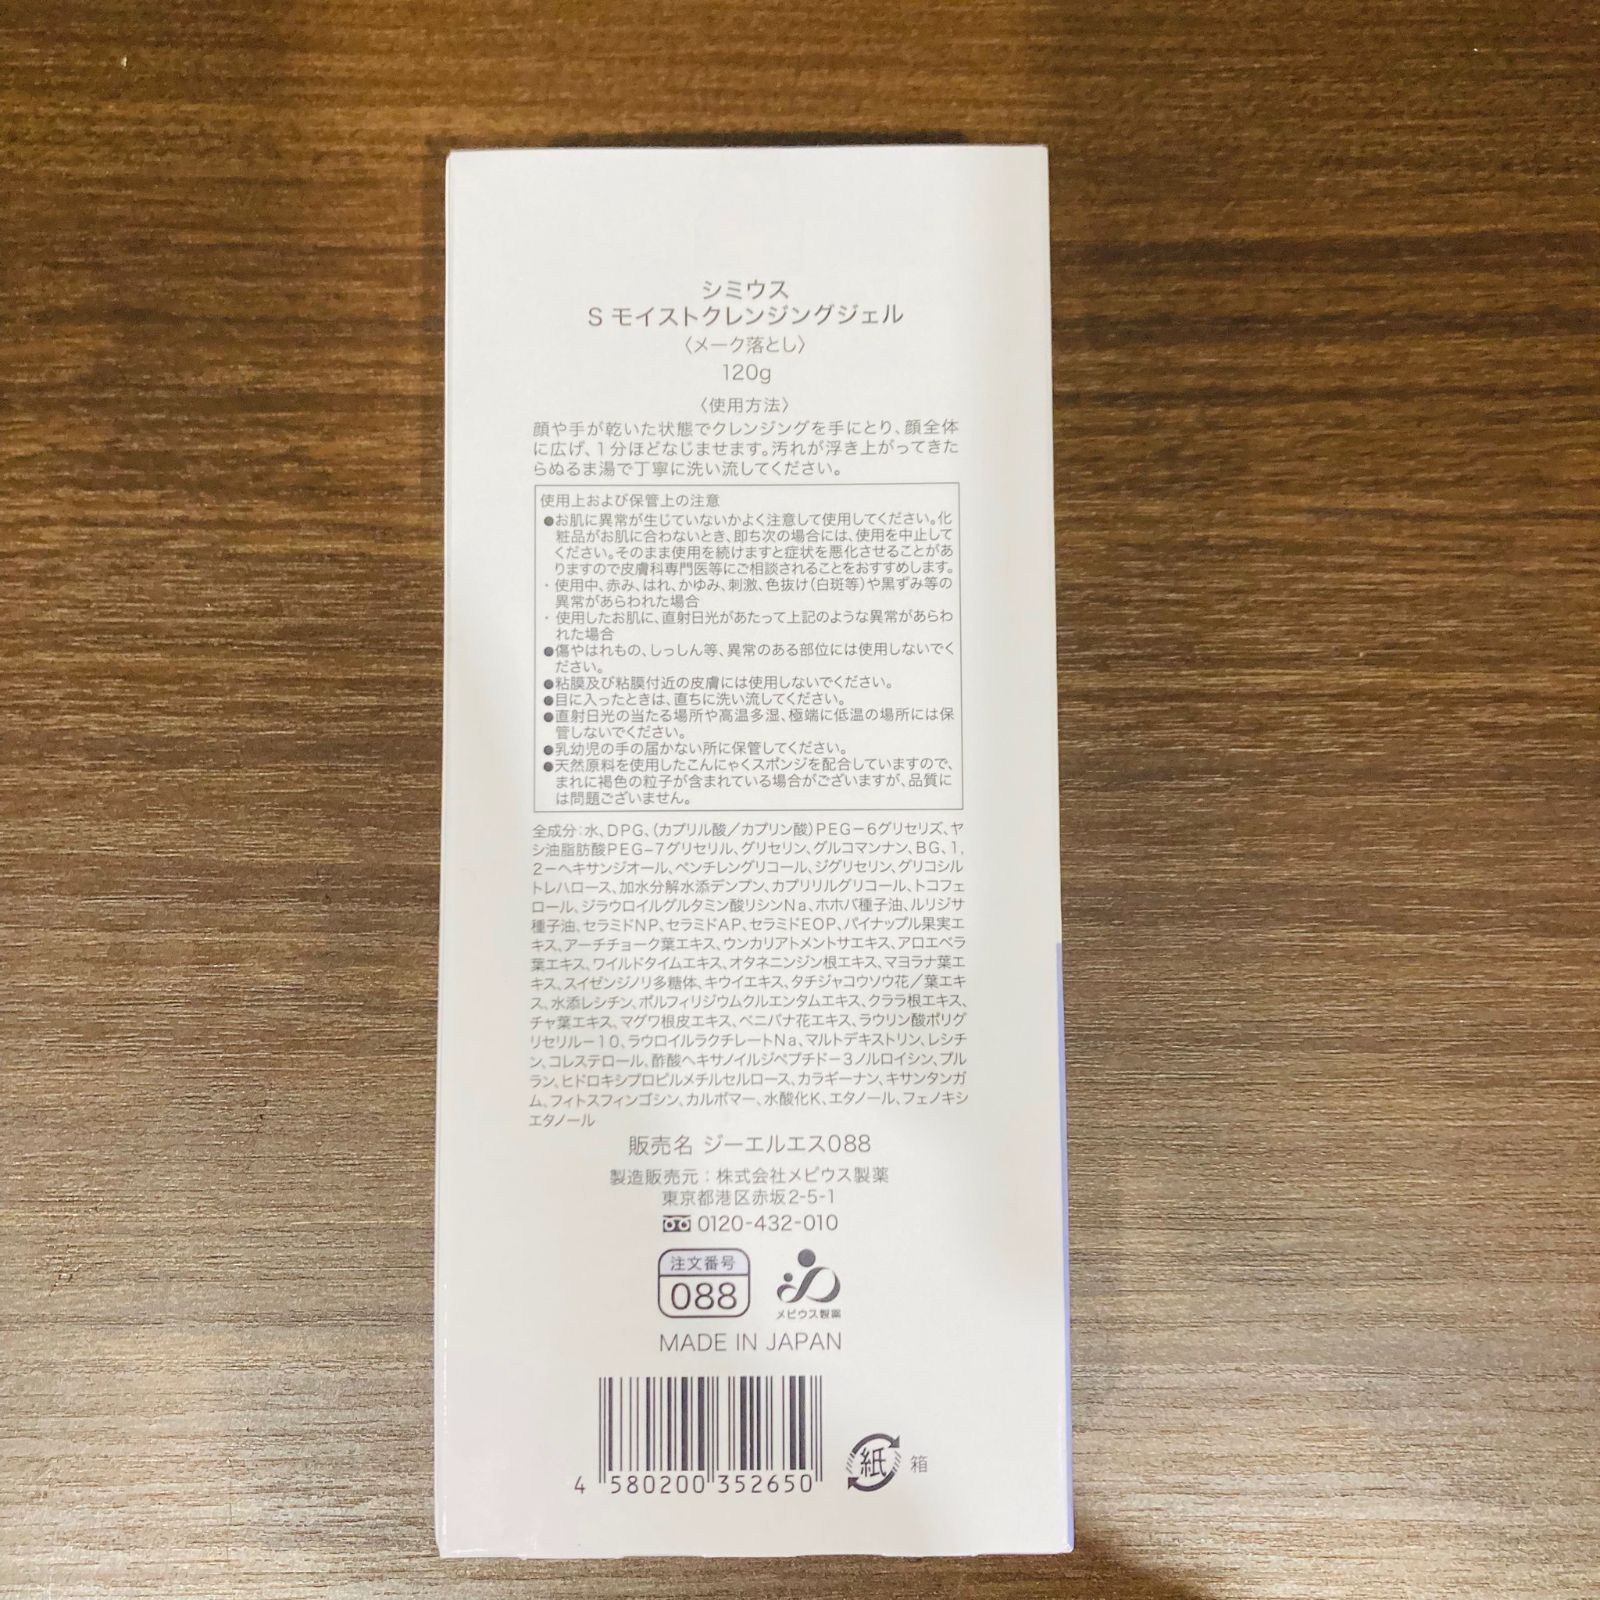 シミウス
S モイストクレンジングジェル
〈メーク落とし〉
120g
〈使用方法〉
顔や手が乾いた状態でクレンジングを手にとり、顔全体
に広げ、1分ほどなじませます。汚れが浮き上がってきた
らぬるま湯で丁寧に洗い流してください。
使用上および保管上の注意
●お肌に異常が生じていないかよく注意して使用してください。化
粧品がお肌に合わないとき、即ち次の場合には、使用を中止して
ください。そのまま使用を続けますと症状を悪化させることがあ
りますので皮膚科専門医等にご相談されることをおすすめします。
・使用中、赤み、はれ、かゆみ、刺激、色抜け（白斑等）や黒ずみ等の
異常があらわれた場合
・使用したお肌に、直射日光があたって上記のような異常があらわ
れた場合
●傷やはれもの、しっしん等、異常のある部位には使用しないでく
ださい。
●粘膜及び粘膜付近の皮膚には使用しないでください。
●目に入ったときは、直ちに洗い流してください。
●直射日光の当たる場所や高温多湿、極端に低温の場所には保
管しないでください。
●乳幼児の手の届かない所に保管してください。
●天然原料を使用したこんにゃくスポンジを配合していますので、
まれに褐色の粒子が含まれている場合がございますが、品質に
は問題ございません。
全成分：水、DPG、（カプリル酸／カプリン酸）PEG－6グリセリズ、ヤ
シ油脂肪酸PEG－7グリセリル、グリセリン、グルコマンナン、BG、1，
2－ヘキサンジオール、ペンチレングリコール、ジグリセリン、グリコシル
トレハロース、加水分解水添デンプン、カプリリルグリコール、トコフェ
ロール、ジラウロイルグルタミン酸リシンNa、ホホバ種子油、ルリジサ
種子油、セラミドNP、セラミドAP、セラミドEOP、パイナップル果実エ
キス、アーチチョーク葉エキス、ウンカリアトメントサエキス、アロエベラ
葉エキス、ワイルドタイムエキス、オタネニンジン根エキス、マヨラナ葉エ
キス、スイゼンジノリ多糖体、キウイエキス、タチジャコウソウ花／葉エキ
ス、水添レシチン、ポルフィリジウムクルエンタムエキス、クララ根エキス、
チャ葉エキス、マグワ根皮エキス、ベニバナ花エキス、ラウリン酸ポリグ
リセリル－10、ラウロイルラクチレートNa、マルトデキストリン、レシチ
ン、コレステロール、酢酸ヘキサノイルジペプチド－3ノルロイシン、プル
ラン、ヒドロキシプロピルメチルセルロース、カラギーナン、キサンタンガ
ム、フィトスフィンゴシン、カルボマー、水酸化K、エタノール、フェノキシ
エタノール
販売名 ジーエルエス088
製造販売元：株式会社メビウス製薬
東京都港区赤坂2-5-1
0120-432-010
注文番号
088
メビウス製薬
MADE IN JAPAN
4 580200 352650
紙 箱